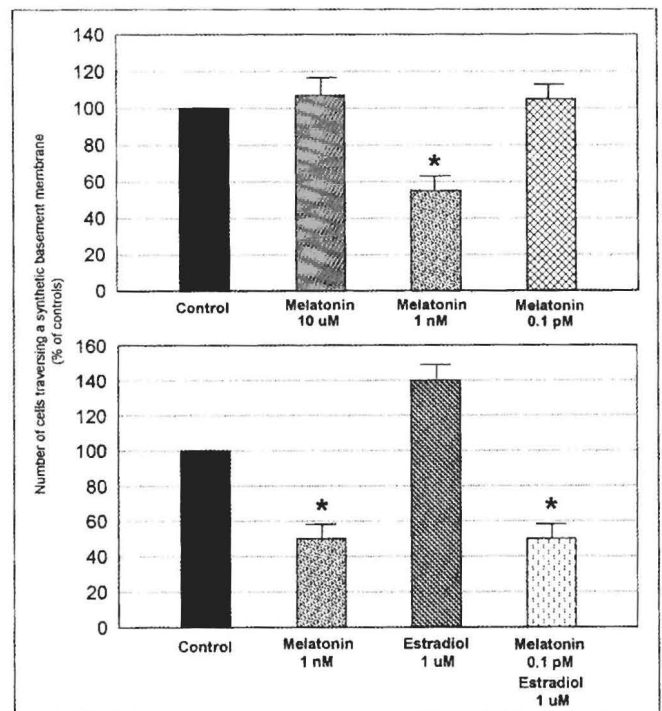 Number of cells traversing a synthetic basement membrane
(% of controls)
140
120
100
80
60
40
20
0
*
Control
Melatonin
10 uM
Melatonin
1 nM
Melatonin
0.1 pM
160
140
120
100
80
60
40
20
0
*
*
Control
Melatonin
1 nM
Estradiol
1 uM
Melatonin
0.1 pM
Estradiol
1 uM